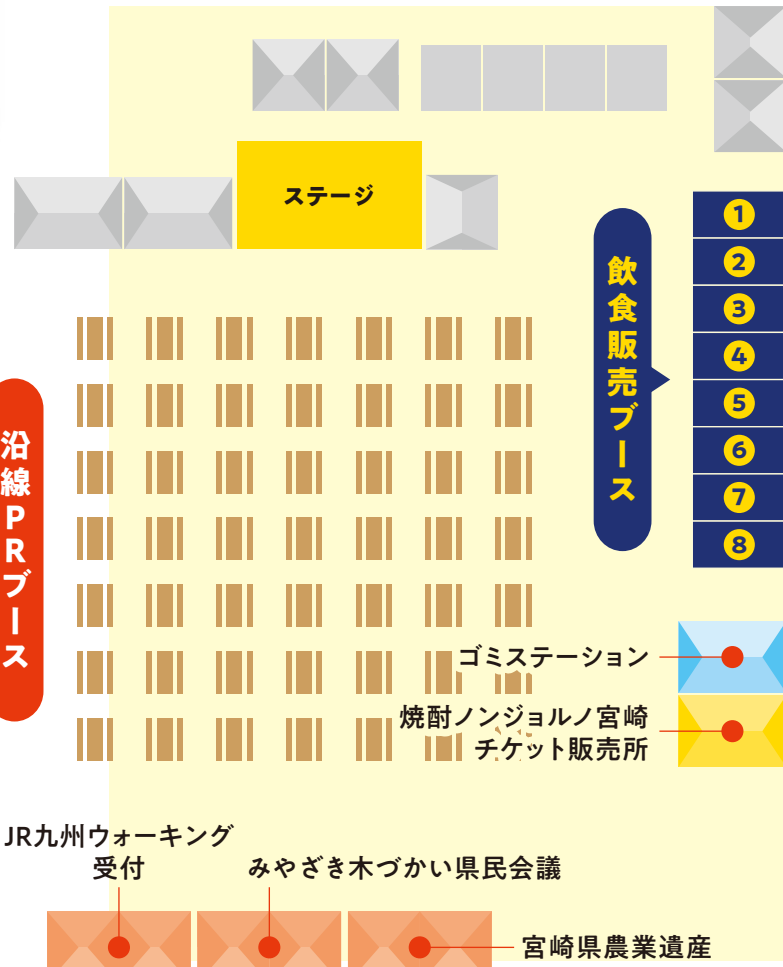 ステージ
飲食販売ブース
1
2
3
4
5
6
7
8
沿線PRブース
ゴミステーション
焼酎ノンジョルノ宮崎
チケット販売所
JR九州ウォーキング
受付
みやざき木づかい県民会議
宮崎県農業遺産